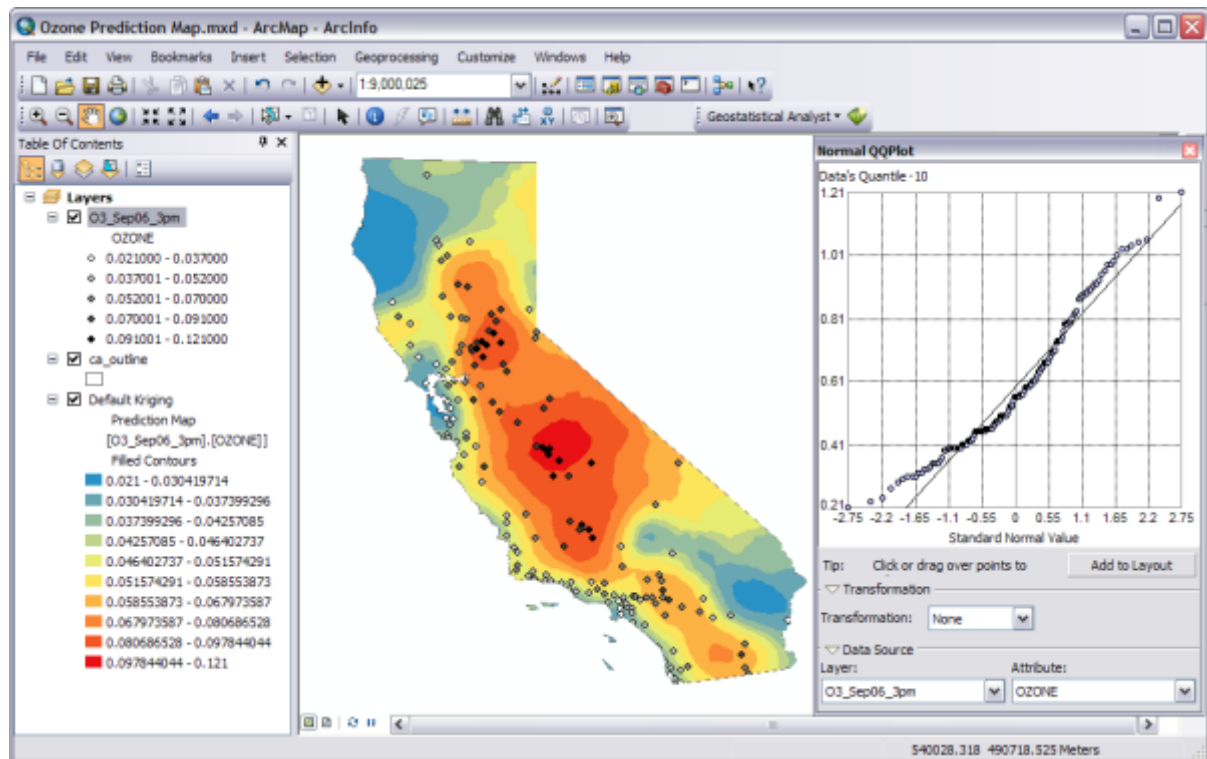 Ozone Prediction Map.mxd - ArcMap - ArcInfo
File Edit View Bookmarks Insert Selection Geoprocessing Customize Windows Help
1:9,000,025
Geostatistical Analyst
Table Of Contents
Layers
O3_Sep06_3pm
OZONE
0.021000 - 0.037000
0.037001 - 0.052000
0.052001 - 0.070000
0.070001 - 0.091000
0.091001 - 0.121000
ca_outline
Default Kriging
Prediction Map
[O3_Sep06_3pm].[OZONE]]
Filled Contours
0.021 - 0.030419714
0.030419714 - 0.037399296
0.037399296 - 0.04257085
0.04257085 - 0.046402737
0.046402737 - 0.051574291
0.051574291 - 0.058553873
0.058553873 - 0.067973587
0.067973587 - 0.080686528
0.080686528 - 0.097844044
0.097844044 - 0.121
Normal QQPlot
Data's Quantile · 10
1.21
1.01
0.81
0.61
0.41
0.21
-2.75 -2.2 -1.65 -1.1 -0.55 0 0.55 1.1 1.65 2.2 2.75
Standard Normal Value
Tip: Click or drag over points to
Add to Layout
Transformation
Transformation: None
Data Source
Layer: Attribute:
O3_Sep06_3pm OZONE
540028.318 490718.525 Meters